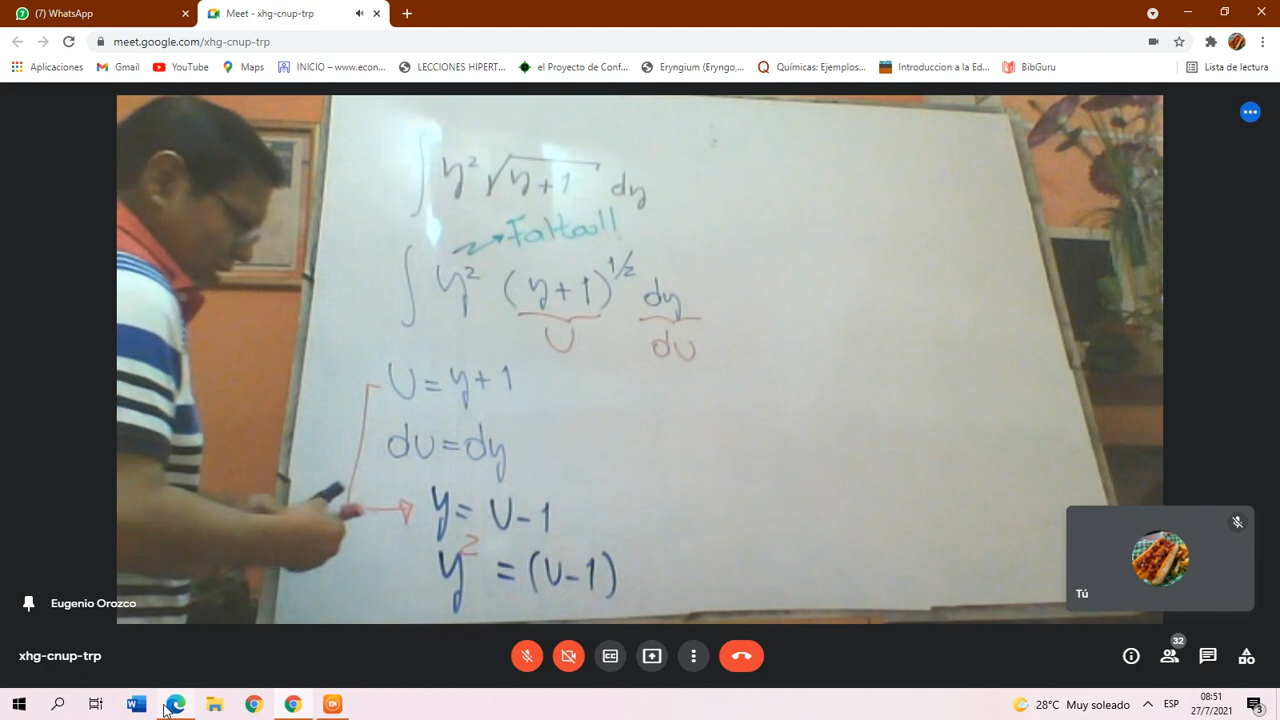 (7) WhatsApp
Meet - xhg-cnup-trp
meet.google.com/xhg-cnup-trp
Aplicaciones
Gmail
YouTube
Maps
INICIO – www.econ...
LECCIONES HIPERT...
el Proyecto de Conf...
Eryngium (Eryngo,...
Químicas: Ejemplos...
Introduccion a la Ed...
BibGuru
Lista de lectura
∫ y² √(y+1) dy
Falta!!
∫ y² (y+1)^1/2 dy
U du
U = y+1
du = dy
y = U-1
y² = (U-1)
Eugenio Orozco
Tú
xhg-cnup-trp
32
28°C Muy soleado
ESP
08:51
27/7/2021
3